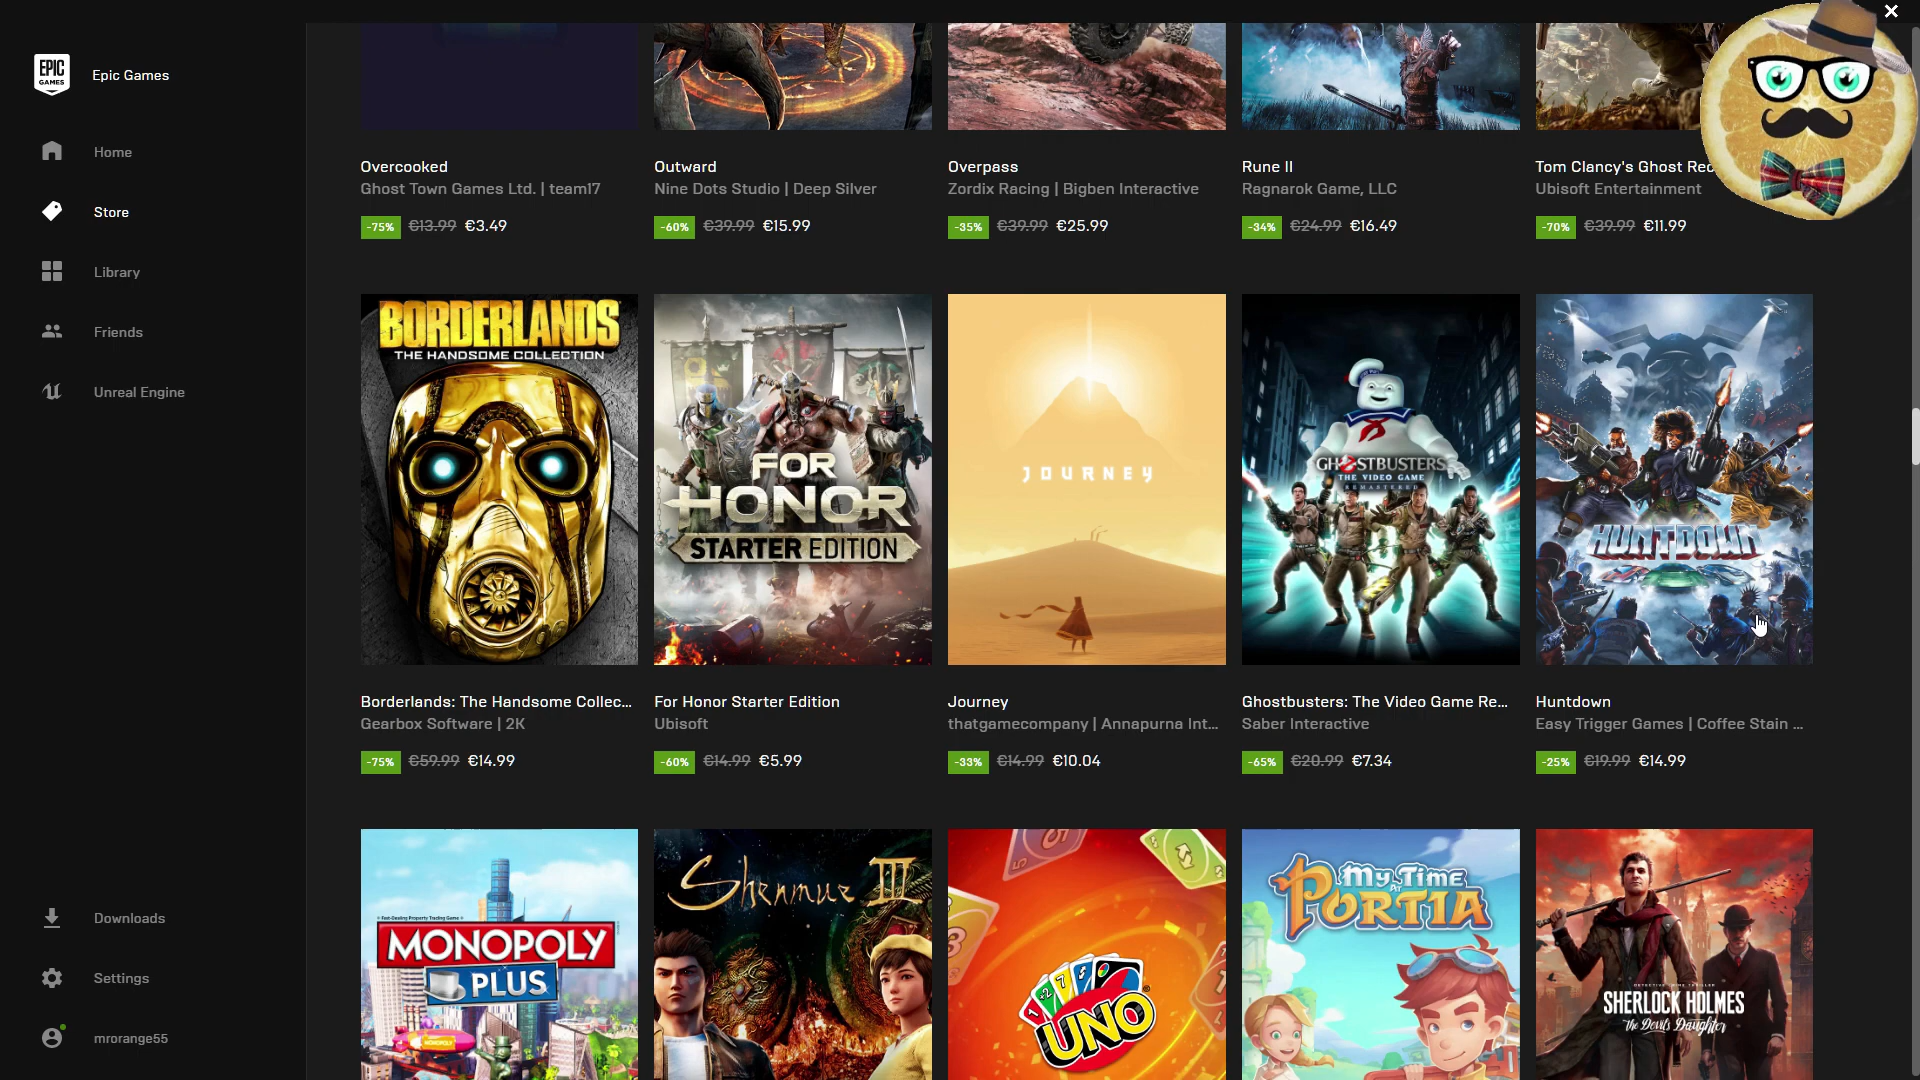 EPIC
GAMES
Epic Games
Home
Store
Library
Friends
Unreal Engine
Downloads
Settings
mrorange55
Overcooked
Ghost Town Games Ltd. | team17
-75% €13.99 €3.49
Outward
Nine Dots Studio | Deep Silver
-60% €39.99 €15.99
Overpass
Zordix Racing | Bigben Interactive
-35% €39.99 €25.99
Rune II
Ragnarok Game, LLC
-34% €24.99 €16.49
Tom Clancy's Ghost
Ubisoft Entertainment
-70% €39.99 €11.99
BORDERLANDS
THE HANDSOME COLLECTION
Borderlands: The Handsome Collec...
Gearbox Software | 2K
-75% €59.99 €14.99
FOR
HONOR
STARTER EDITION
For Honor Starter Edition
Ubisoft
-60% €14.99 €5.99
JOURNEY
Journey
thatgamecompany | Annapurna Int...
-33% €14.99 €10.04
GHOSTBUSTERS
THE VIDEO GAME
REMASTERED
Ghostbusters: The Video Game Re...
Saber Interactive
-65% €20.99 €7.34
HUNTDOWN
Huntdown
Easy Trigger Games | Coffee Stain ...
-25% €19.99 €14.99
Fast-Dealing Property Trading Game
MONOPOLY
PLUS
MONOPOLY
Shenmue III
UNO
My Time
AT
PORTIA
SHERLOCK HOLMES
The Devil's Daughter